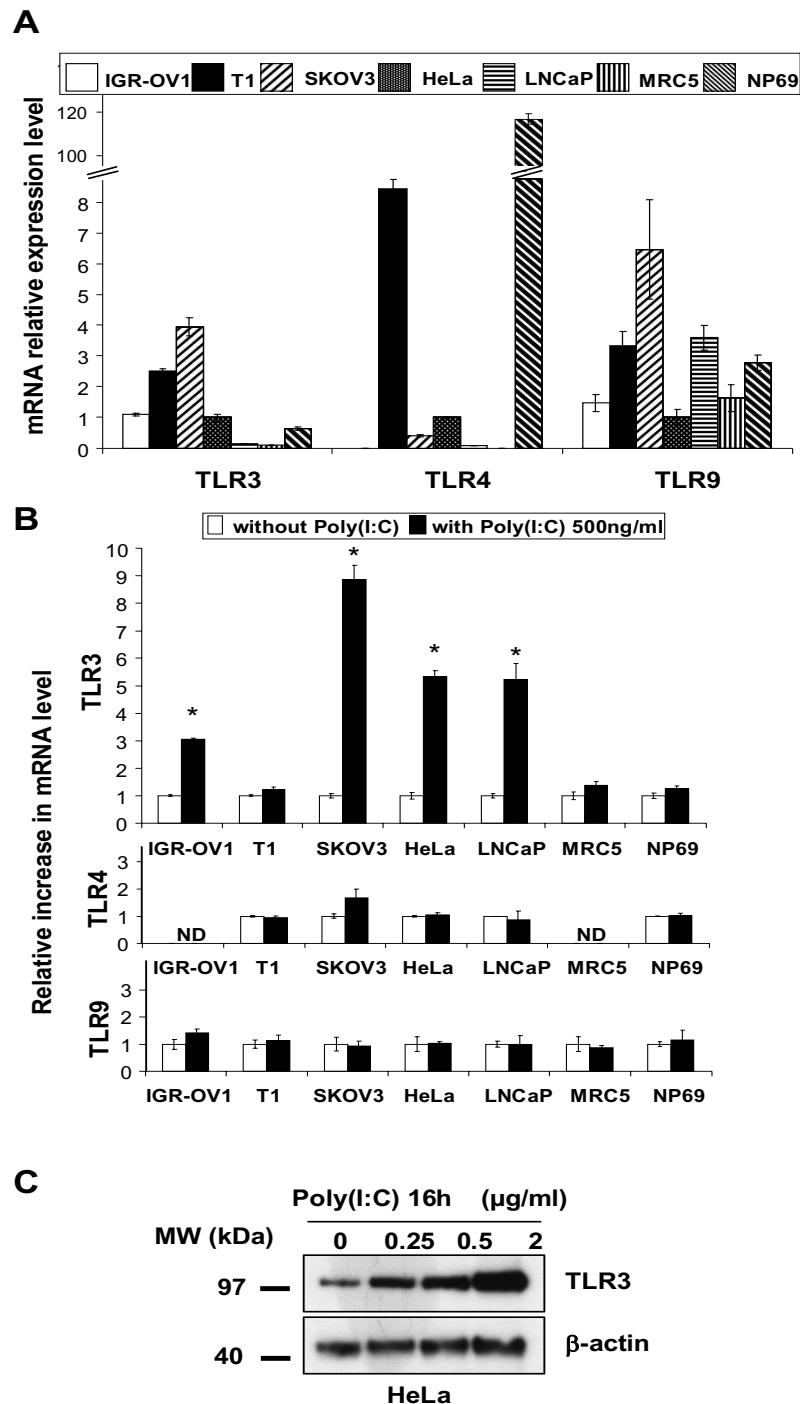 A
IGR-OV1 T1 SKOV3 HeLa LNCaP MRC5 NP69
mRNA relative expression level
120
100
8
7
6
5
4
3
2
1
0
TLR3 TLR4 TLR9
B
without Poly(I:C) with Poly(I:C) 500ng/ml
Relative increase in mRNA level
TLR3
10
9
8
7
6
5
4
3
2
1
0
* * * *
IGR-OV1 T1 SKOV3 HeLa LNCaP MRC5 NP69
TLR4
3
2
1
0
ND ND
IGR-OV1 T1 SKOV3 HeLa LNCaP MRC5 NP69
TLR9
3
2
1
0
IGR-OV1 T1 SKOV3 HeLa LNCaP MRC5 NP69
C
Poly(I:C) 16h (µg/ml)
MW (kDa) 0 0.25 0.5 2
97 TLR3
40 β-actin
HeLa